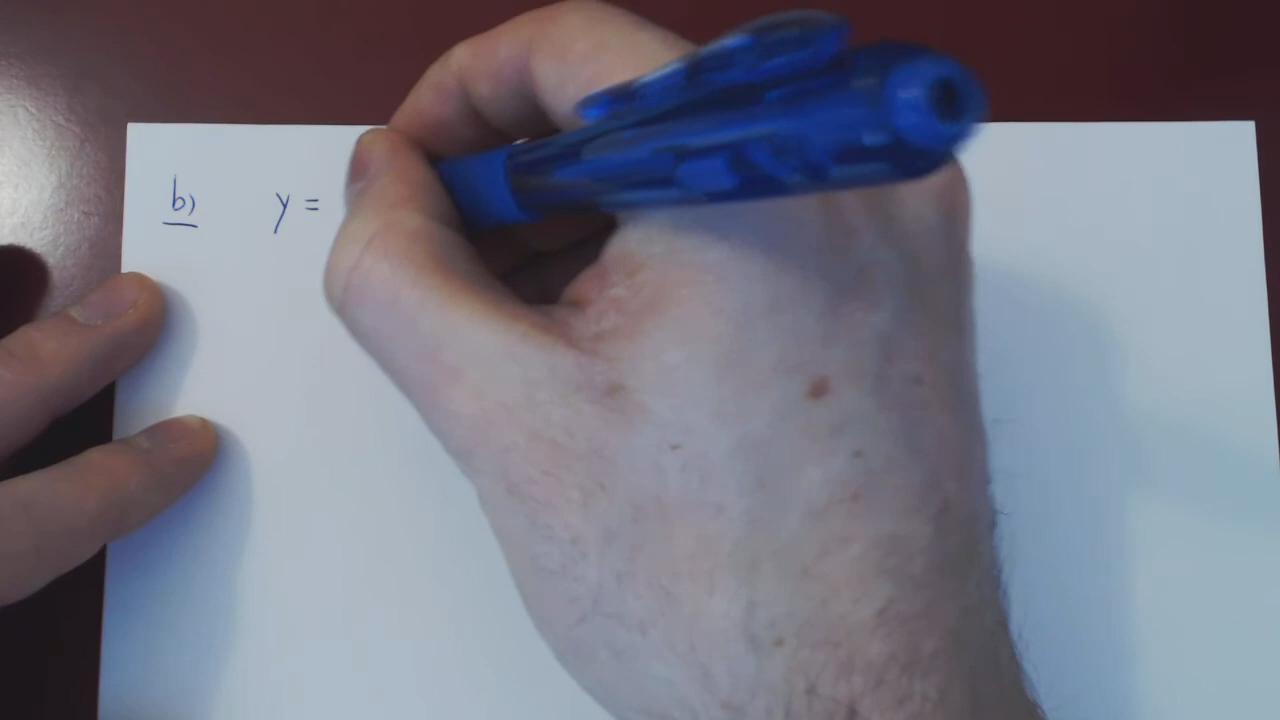 b) y =